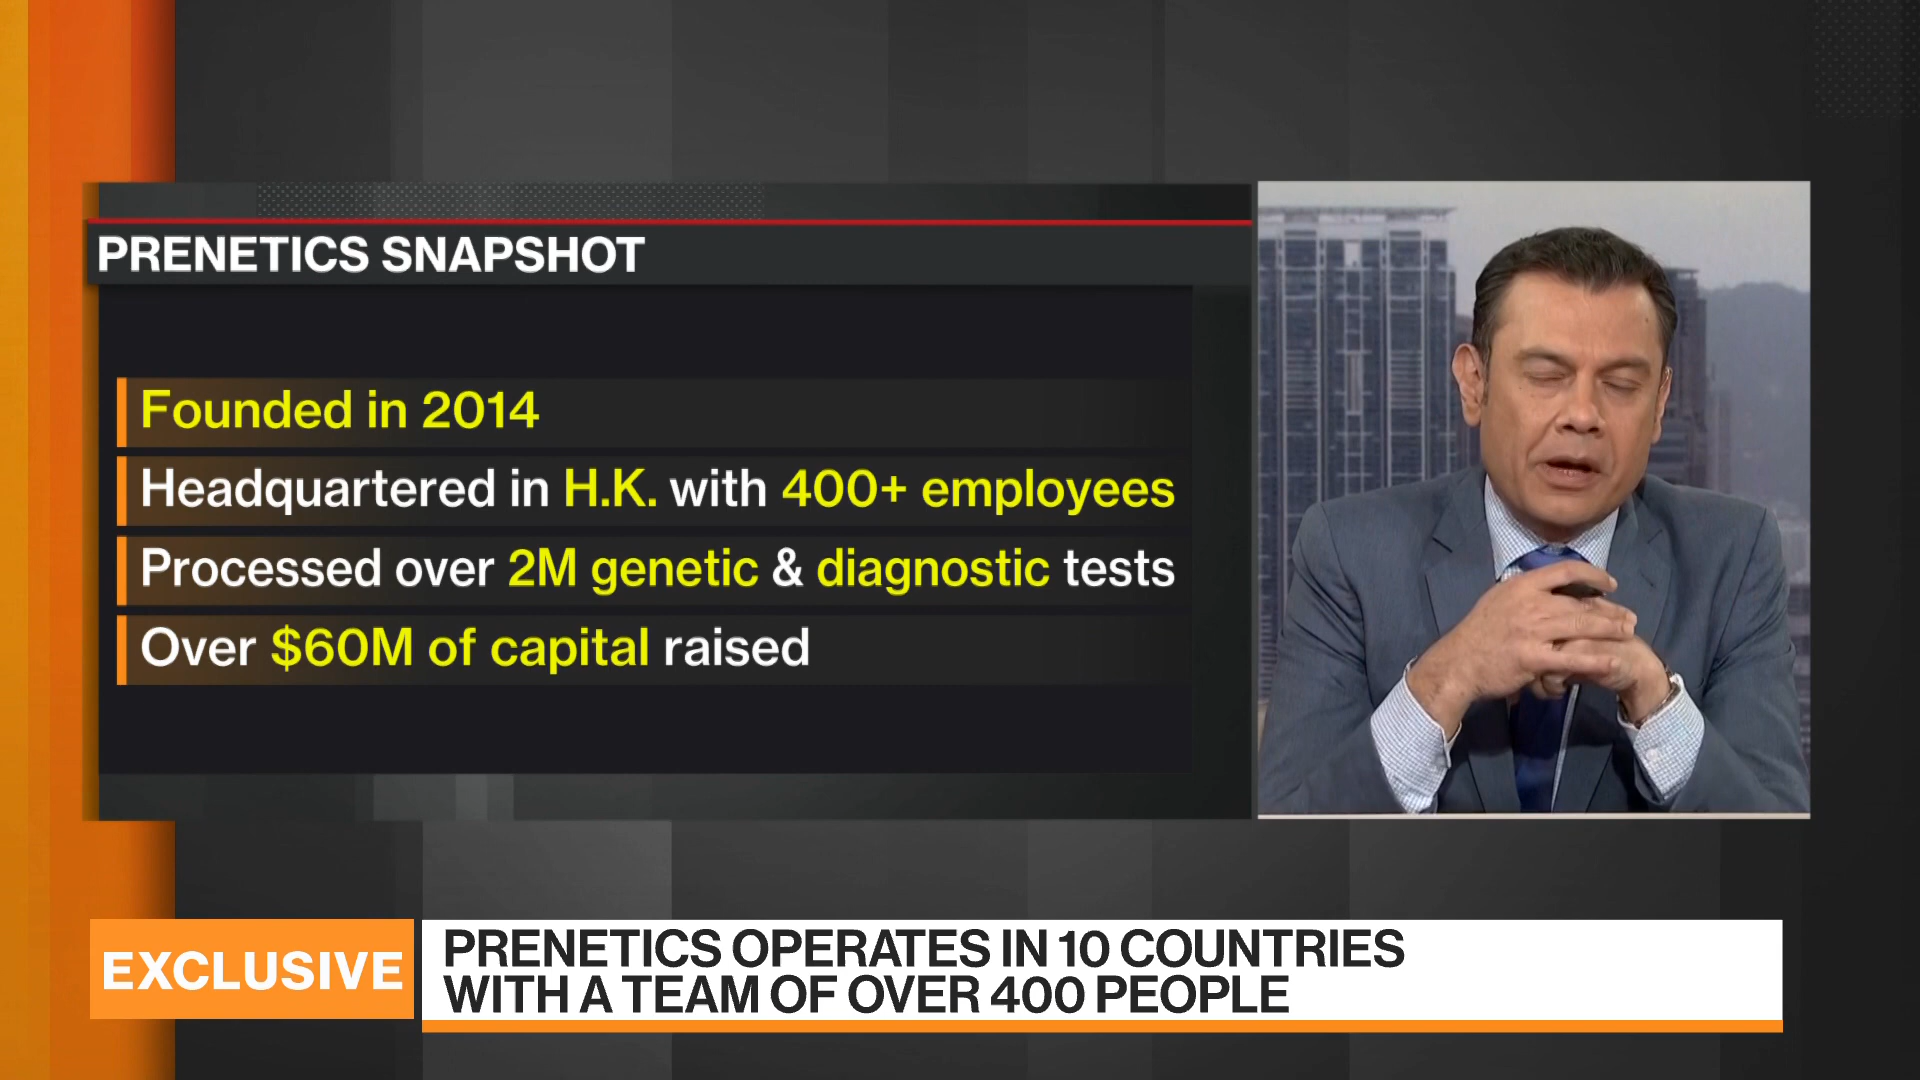 PRENETICS SNAPSHOT
Founded in 2014
Headquartered in H.K. with 400+ employees
Processed over 2M genetic & diagnostic tests
Over $60M of capital raised
EXCLUSIVE
PRENETICS OPERATES IN 10 COUNTRIES
WITH A TEAM OF OVER 400 PEOPLE